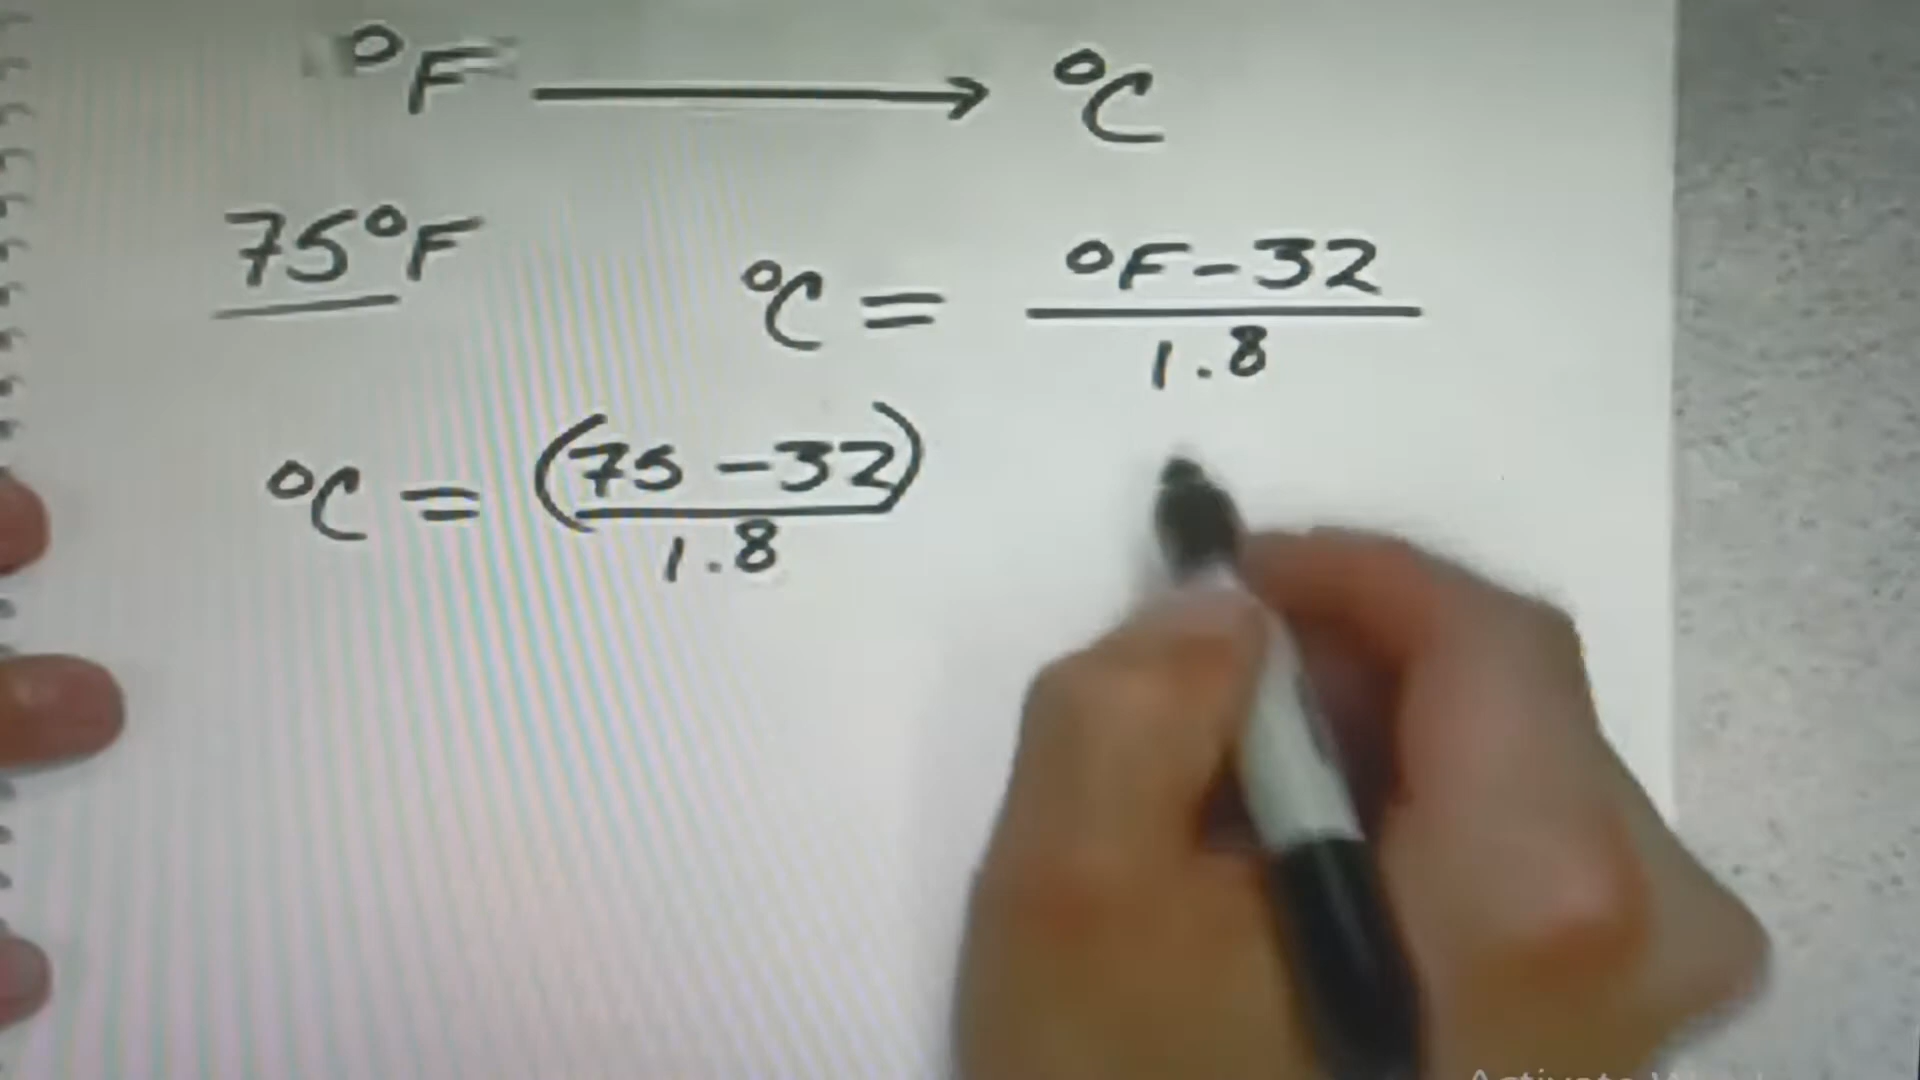 °F → °C
75°F
°C = °F - 32 / 1.8
°C = (75 - 32) / 1.8